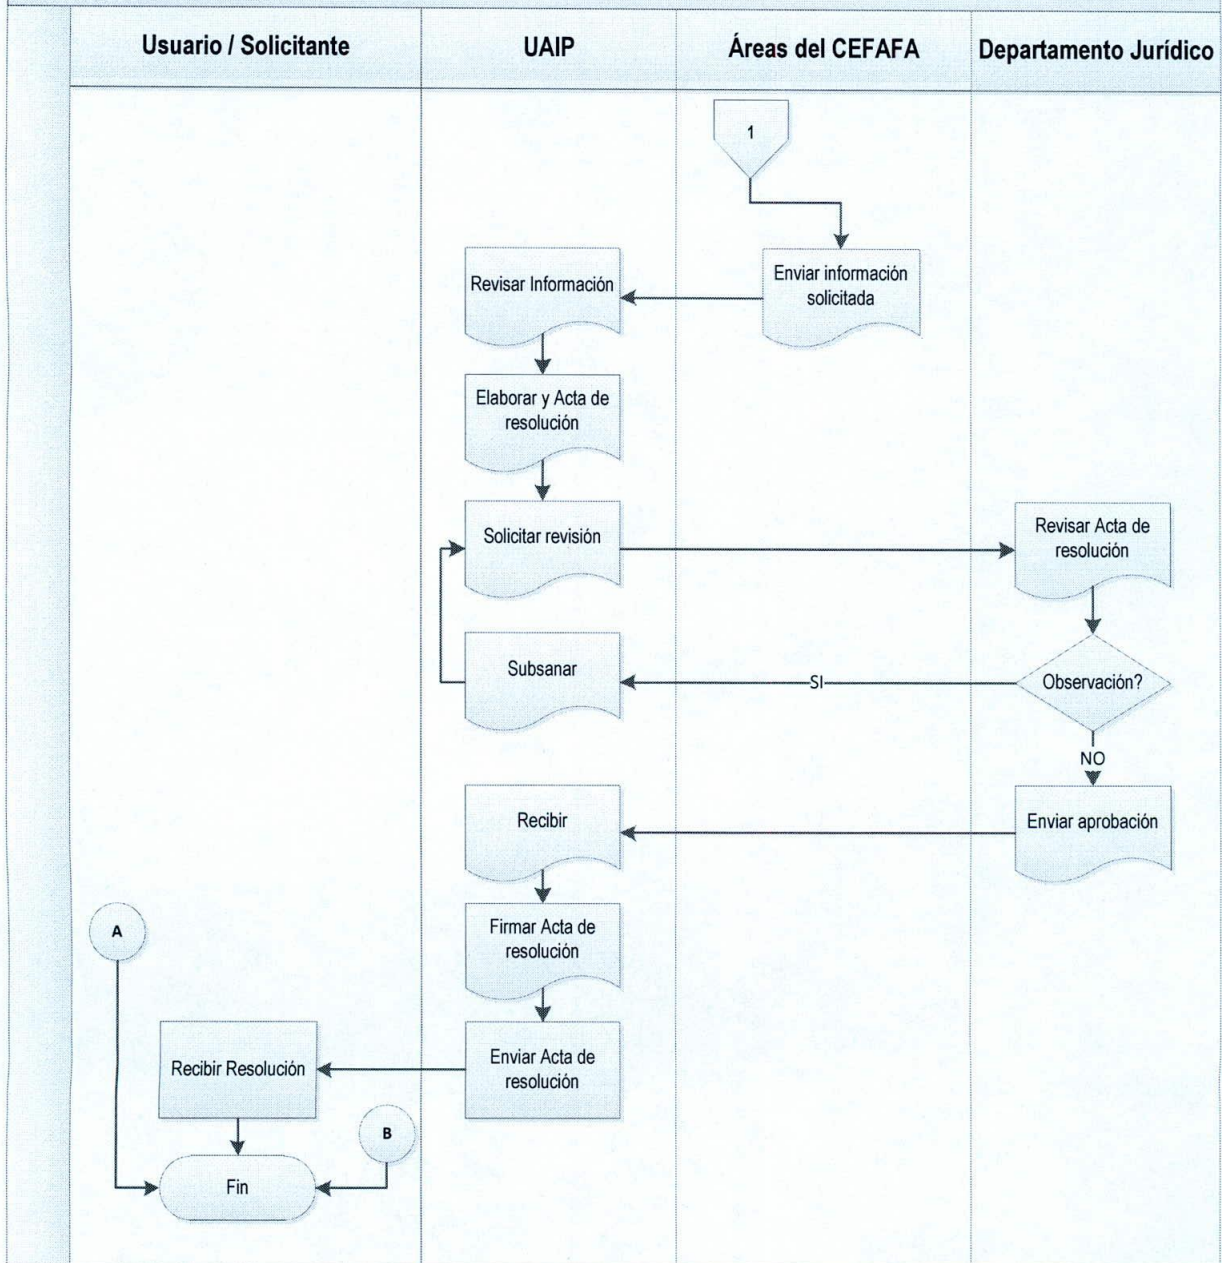 Usuario / Solicitante
UAIP
Áreas del CEFAFA
Departamento Jurídico
1
Enviar información
solicitada
Revisar Información
Elaborar y Acta de
resolución
Solicitar revisión
Revisar Acta de
resolución
Subsanar
SI
Observación?
NO
Recibir
Enviar aprobación
A
Firmar Acta de
resolución
Recibir Resolución
Enviar Acta de
resolución
B
Fin